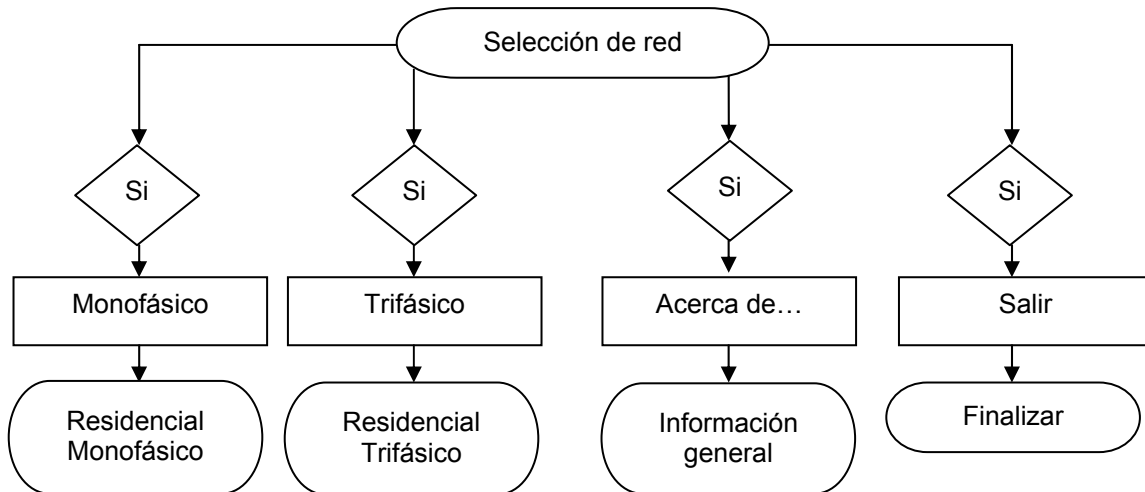 Selección de red
Si
Si
Si
Si
Monofásico
Trifásico
Acerca de…
Salir
Residencial
Monofásico
Residencial
Trifásico
Información
general
Finalizar